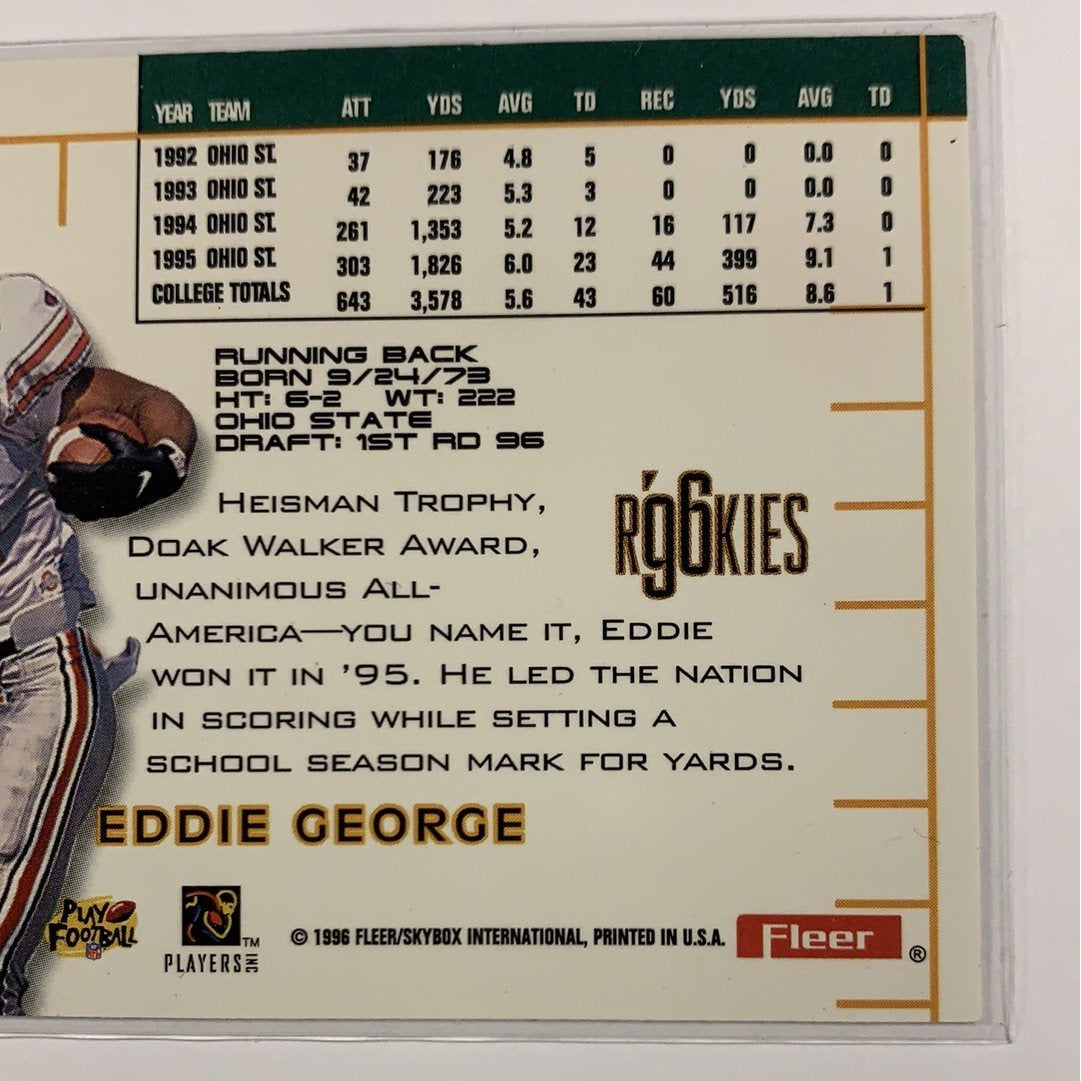 YEAR TEAM ATT YDS AVG TD REC YDS AVG TD
1992 OHIO ST. 37 176 4.8 5 0 0 0.0 0
1993 OHIO ST. 42 223 5.3 3 0 0 0.0 0
1994 OHIO ST. 261 1,353 5.2 12 16 117 7.3 0
1995 OHIO ST. 303 1,826 6.0 23 44 399 9.1 1
COLLEGE TOTALS 643 3,578 5.6 43 60 516 8.6 1
RUNNING BACK
BORN 9/24/73
HT: 6-2 WT: 222
OHIO STATE
DRAFT: 1ST RD 96
HEISMAN TROPHY,
DOAK WALKER AWARD,
UNANIMOUS ALL-
AMERICA—YOU NAME IT, EDDIE
WON IT IN '95. HE LED THE NATION
IN SCORING WHILE SETTING A
SCHOOL SEASON MARK FOR YARDS.
R'96KIES
EDDIE GEORGE
PLAY
FOOTBALL
NFL
PLAYERS INC TM
© 1996 FLEER/SKYBOX INTERNATIONAL, PRINTED IN U.S.A.
Fleer ®